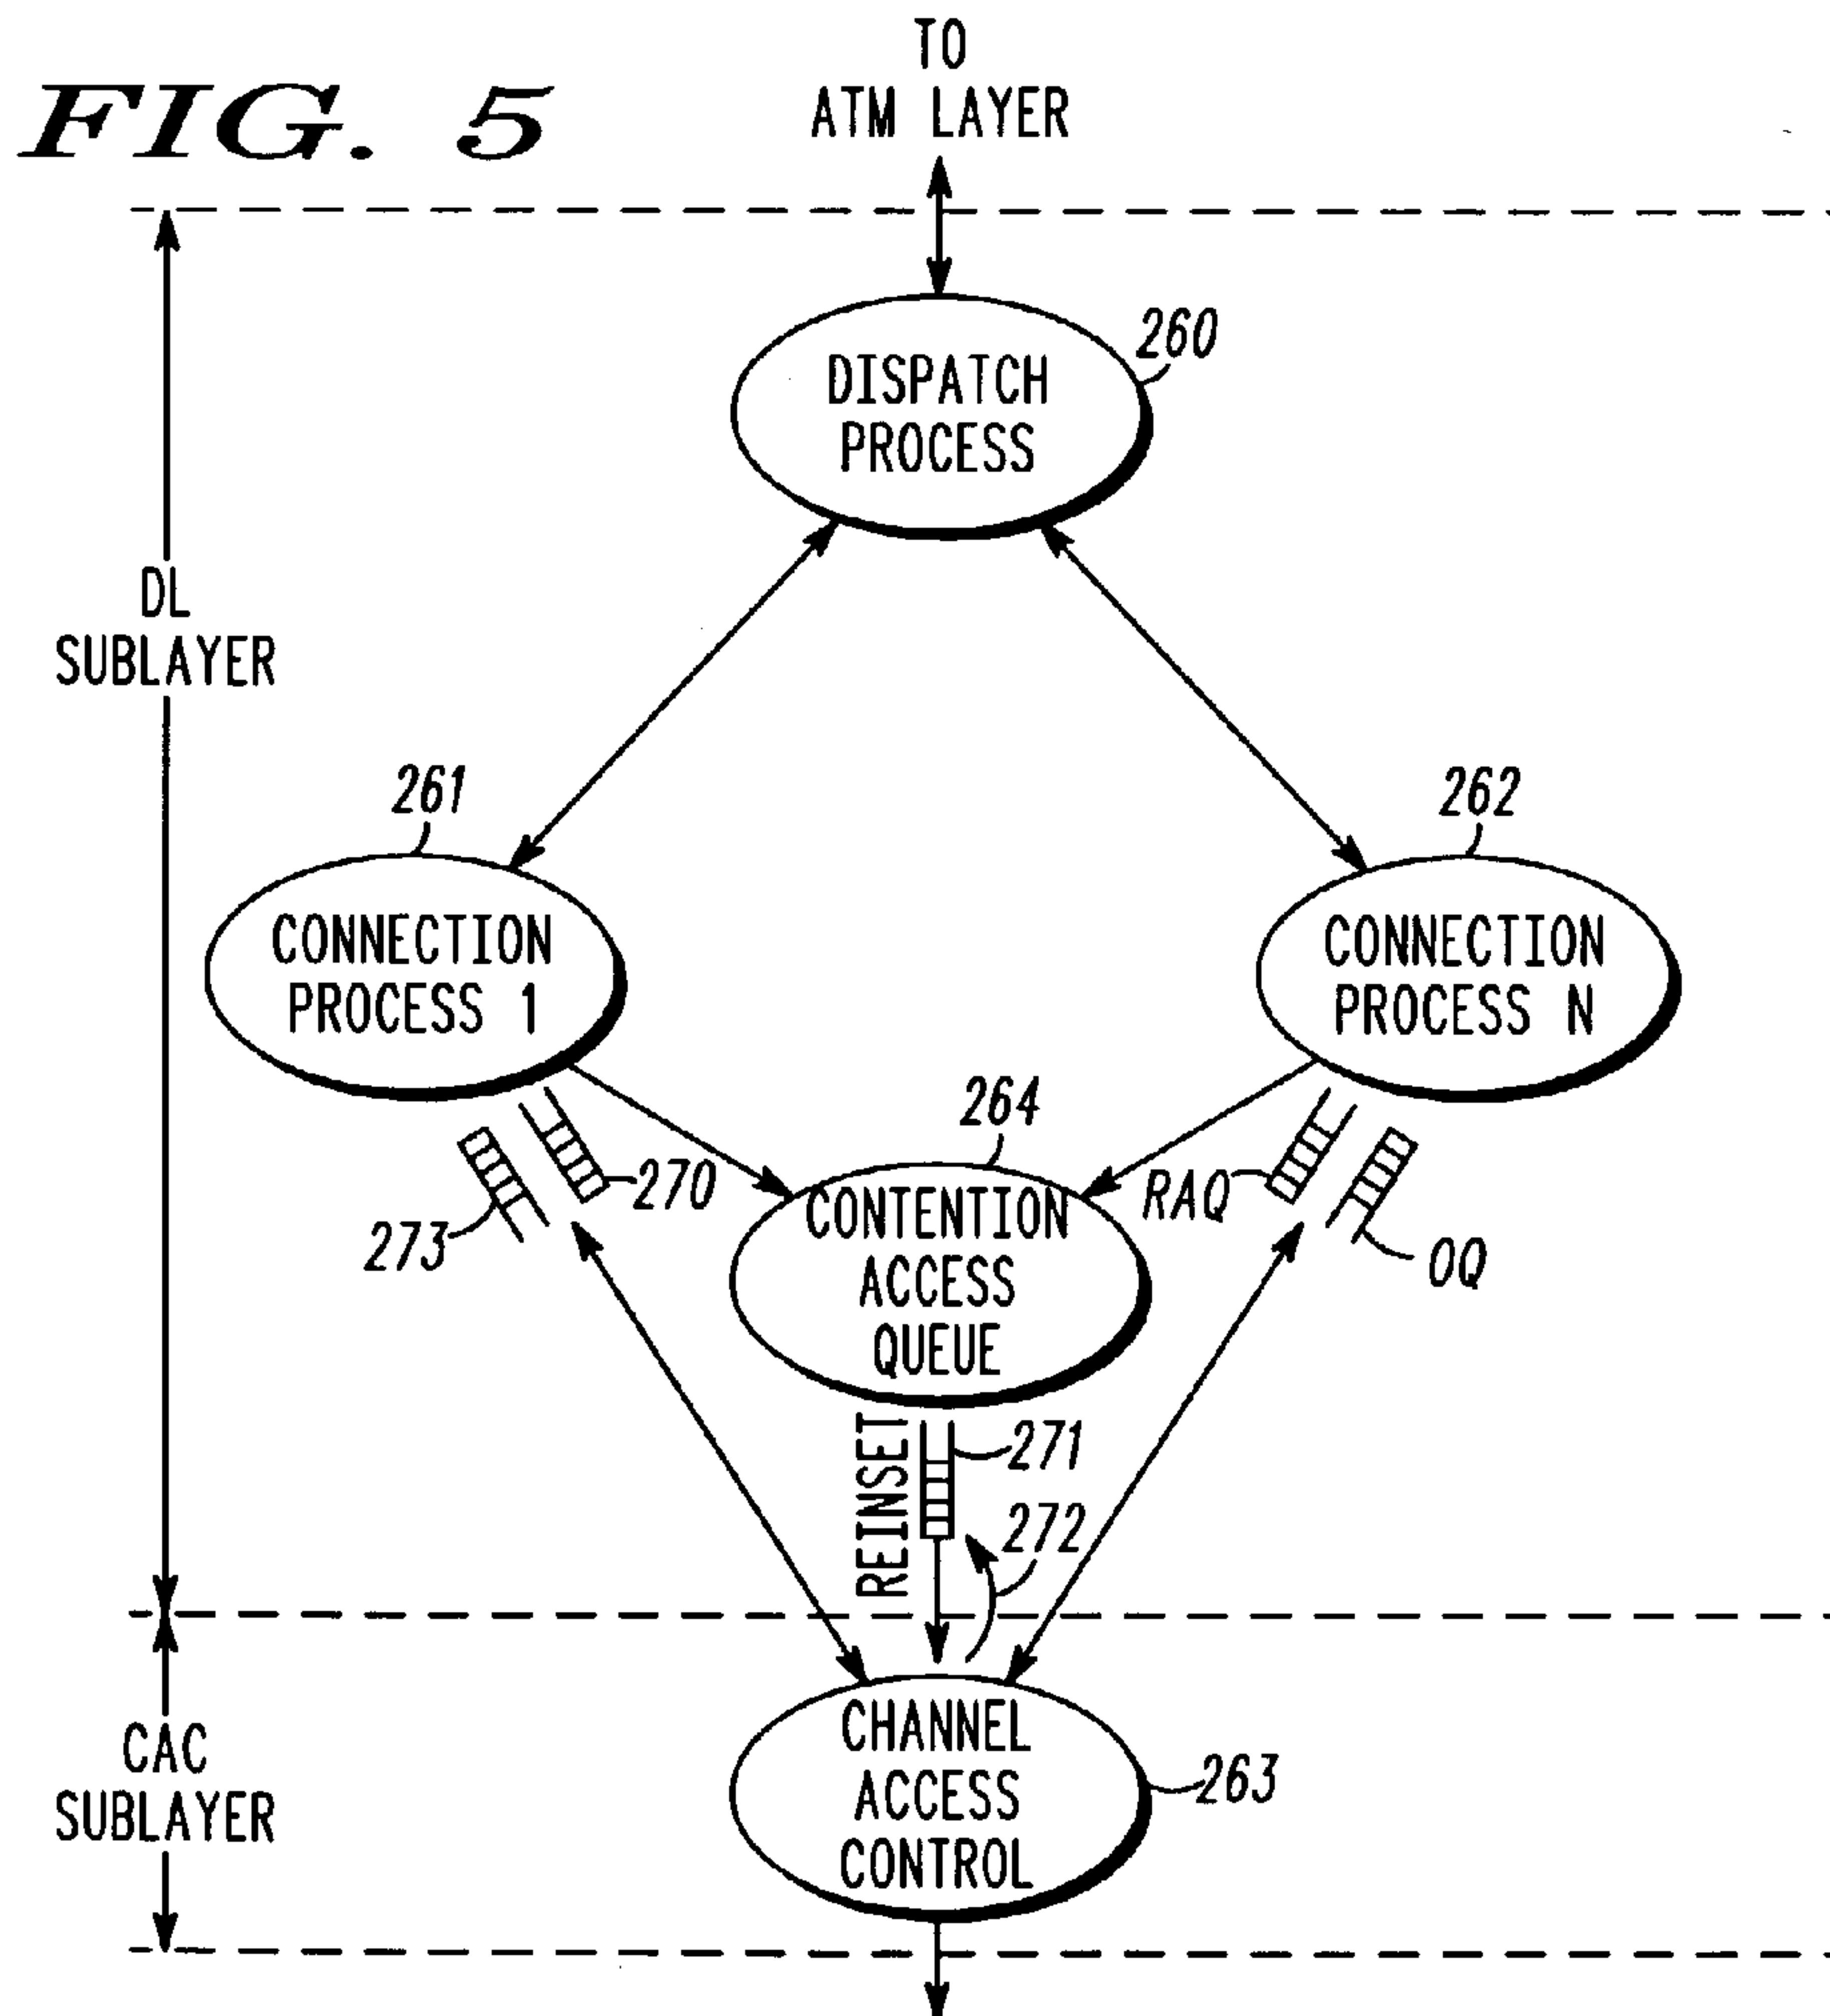 FIG. 5
TO
ATM LAYER
260
DISPATCH
PROCESS
DL
SUBLAYER
261
262
CONNECTION
PROCESS 1
CONNECTION
PROCESS N
264
270
273
RAQ
OQ
CONTENTION
ACCESS
QUEUE
REINSET
271
272
CAC
SUBLAYER
CHANNEL
ACCESS
CONTROL
263